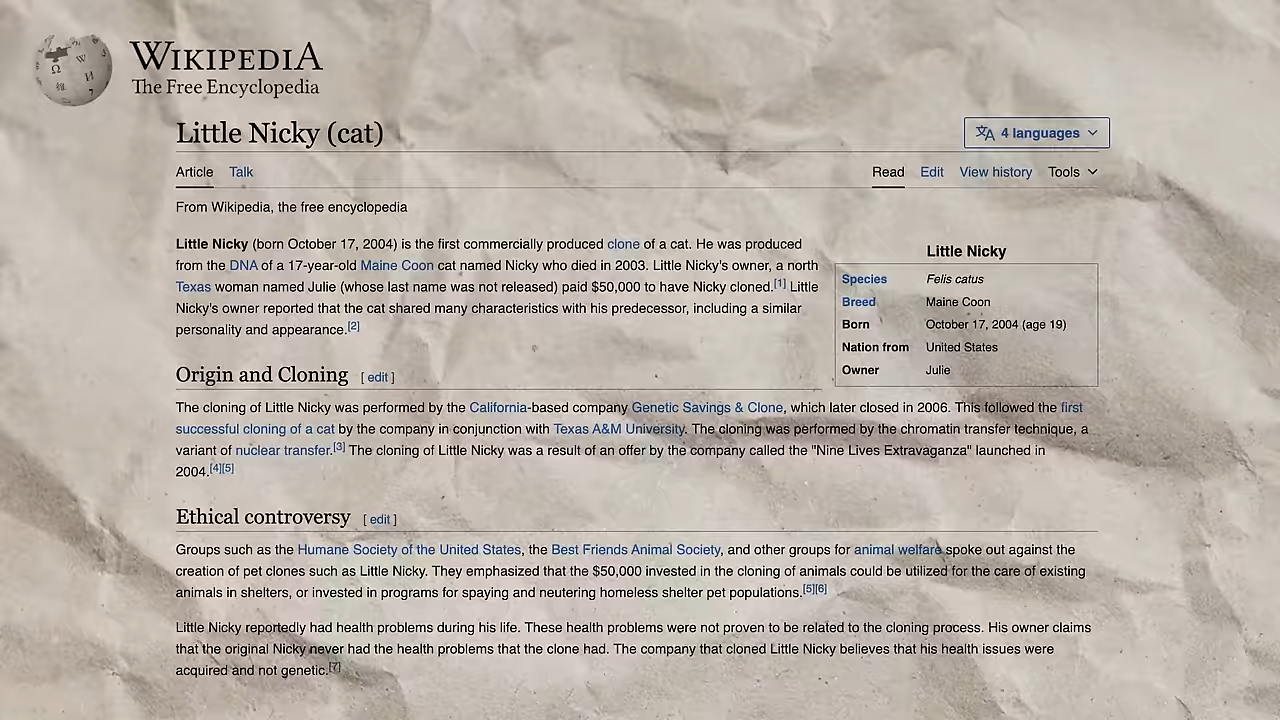 WIKIPEDIA
The Free Encyclopedia
Little Nicky (cat)
4 languages
Article Talk Read Edit View history Tools
From Wikipedia, the free encyclopedia
Little Nicky (born October 17, 2004) is the first commercially produced clone of a cat. He was produced
from the DNA of a 17-year-old Maine Coon cat named Nicky who died in 2003. Little Nicky's owner, a north
Texas woman named Julie (whose last name was not released) paid $50,000 to have Nicky cloned.[1] Little
Nicky's owner reported that the cat shared many characteristics with his predecessor, including a similar
personality and appearance.[2]
Little Nicky
Species Felis catus
Breed Maine Coon
Born October 17, 2004 (age 19)
Nation from United States
Owner Julie
Origin and Cloning [ edit ]
The cloning of Little Nicky was performed by the California-based company Genetic Savings & Clone, which later closed in 2006. This followed the first
successful cloning of a cat by the company in conjunction with Texas A&M University. The cloning was performed by the chromatin transfer technique, a
variant of nuclear transfer.[3] The cloning of Little Nicky was a result of an offer by the company called the "Nine Lives Extravaganza" launched in
2004.[4][5]
Ethical controversy [ edit ]
Groups such as the Humane Society of the United States, the Best Friends Animal Society, and other groups for animal welfare spoke out against the
creation of pet clones such as Little Nicky. They emphasized that the $50,000 invested in the cloning of animals could be utilized for the care of existing
animals in shelters, or invested in programs for spaying and neutering homeless shelter pet populations.[5][6]
Little Nicky reportedly had health problems during his life. These health problems were not proven to be related to the cloning process. His owner claims
that the original Nicky never had the health problems that the clone had. The company that cloned Little Nicky believes that his health issues were
acquired and not genetic.[7]